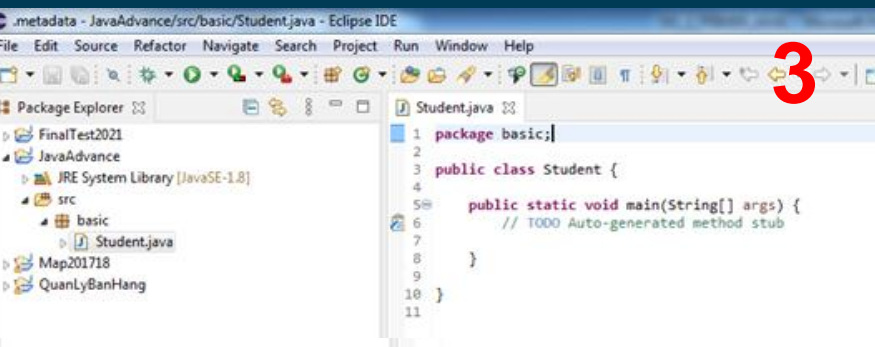 .metadata - JavaAdvance/src/basic/Student.java - Eclipse IDE
File Edit Source Refactor Navigate Search Project Run Window Help
3
Package Explorer
FinalTest2021
JavaAdvance
JRE System Library [JavaSE-1.8]
src
basic
Student.java
Map201718
QuanLyBanHang
Student.java
1 package basic;
2
3 public class Student {
4
5 public static void main(String[] args) {
6 // TODO Auto-generated method stub
7
8 }
9
10 }
11